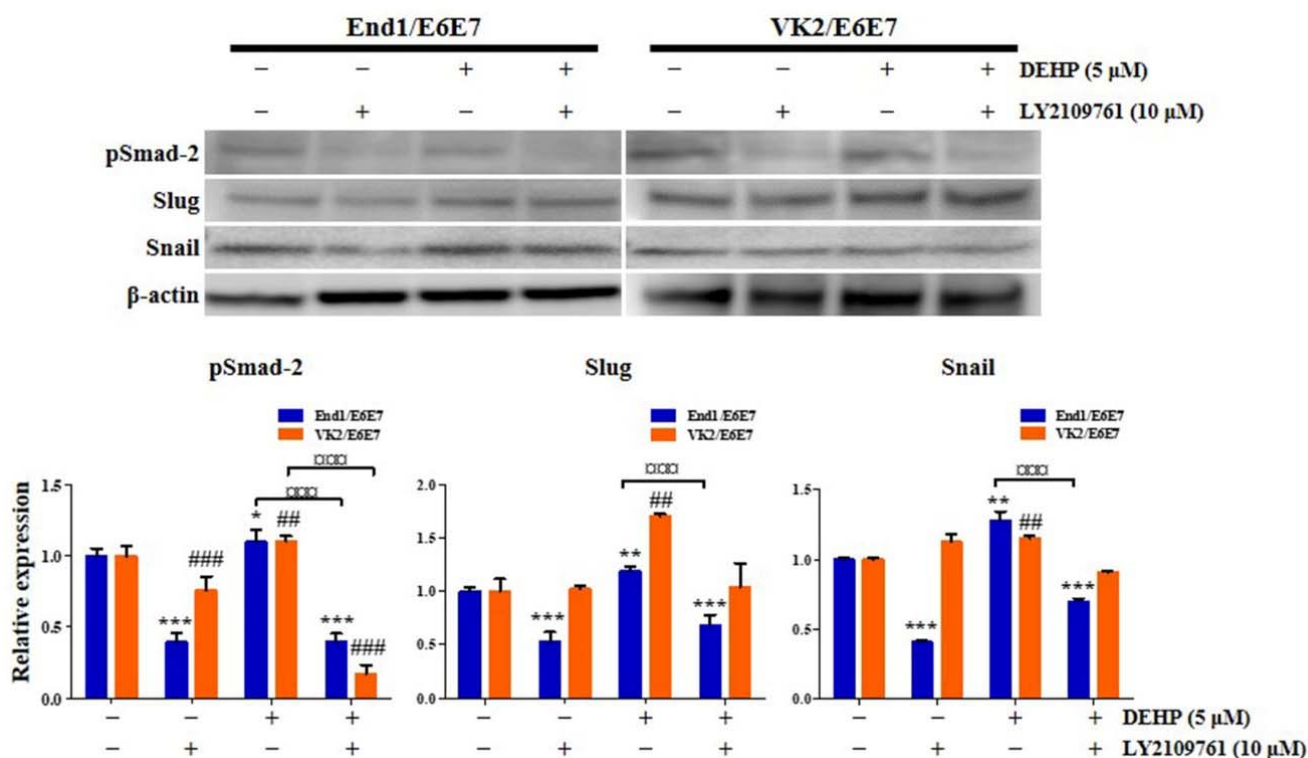 End1/E6E7 VK2/E6E7
− − + + − − + + DEHP (5 μM)
− + − + − + − + LY2109761 (10 μM)
pSmad-2
Slug
Snail
β-actin
pSmad-2 Slug Snail
End1/E6E7 End1/E6E7 End1/E6E7
VK2/E6E7 VK2/E6E7 VK2/E6E7
Relative expression
1.5
1.0
0.5
0.0
*** ### * ## *** ###
¤¤¤ ¤¤¤
2.0
1.5
1.0
0.5
0.0
*** ** ## ***
¤¤¤
1.5
1.0
0.5
0.0
*** ** ## ***
¤¤¤
− − + + − − + + − − + + DEHP (5 μM)
− + − + − + − + − + − + LY2109761 (10 μM)